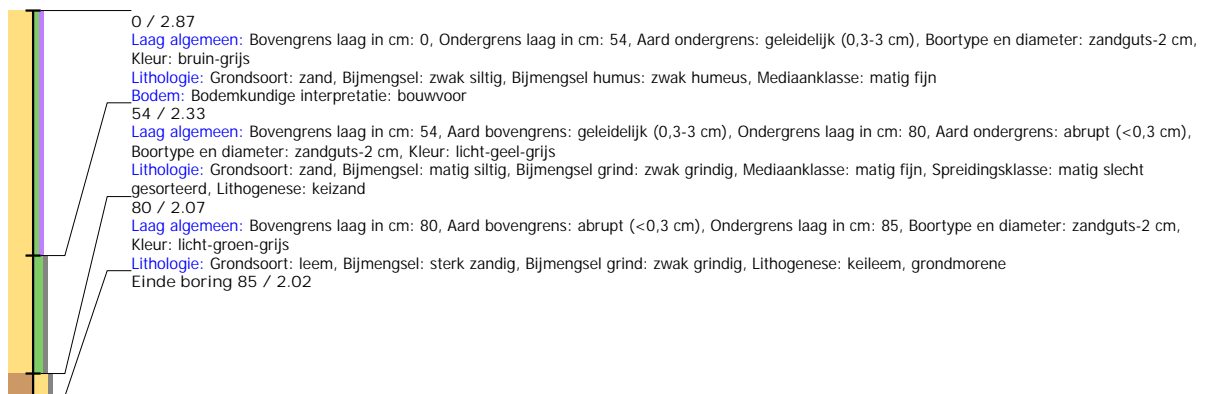 0 / 2.87
Laag algemeen: Bovengrens laag in cm: 0, Ondergrens laag in cm: 54, Aard ondergrens: geleidelijk (0,3-3 cm), Boortype en diameter: zandguts-2 cm,
Kleur: bruin-grijs
Lithologie: Grondsoort: zand, Bijmengsel: zwak siltig, Bijmengsel humus: zwak humeus, Mediaanklasse: matig fijn
Bodem: Bodemkundige interpretatie: bouwvoor
54 / 2.33
Laag algemeen: Bovengrens laag in cm: 54, Aard bovengrens: geleidelijk (0,3-3 cm), Ondergrens laag in cm: 80, Aard ondergrens: abrupt (<0,3 cm),
Boortype en diameter: zandguts-2 cm, Kleur: licht-geel-grijs
Lithologie: Grondsoort: zand, Bijmengsel: matig siltig, Bijmengsel grind: zwak grindig, Mediaanklasse: matig fijn, Spreidingsklasse: matig slecht
gesorteerd, Lithogenese: keizand
80 / 2.07
Laag algemeen: Bovengrens laag in cm: 80, Aard bovengrens: abrupt (<0,3 cm), Ondergrens laag in cm: 85, Boortype en diameter: zandguts-2 cm,
Kleur: licht-groen-grijs
Lithologie: Grondsoort: leem, Bijmengsel: sterk zandig, Bijmengsel grind: zwak grindig, Lithogenese: keileem, grondmorene
Einde boring 85 / 2.02